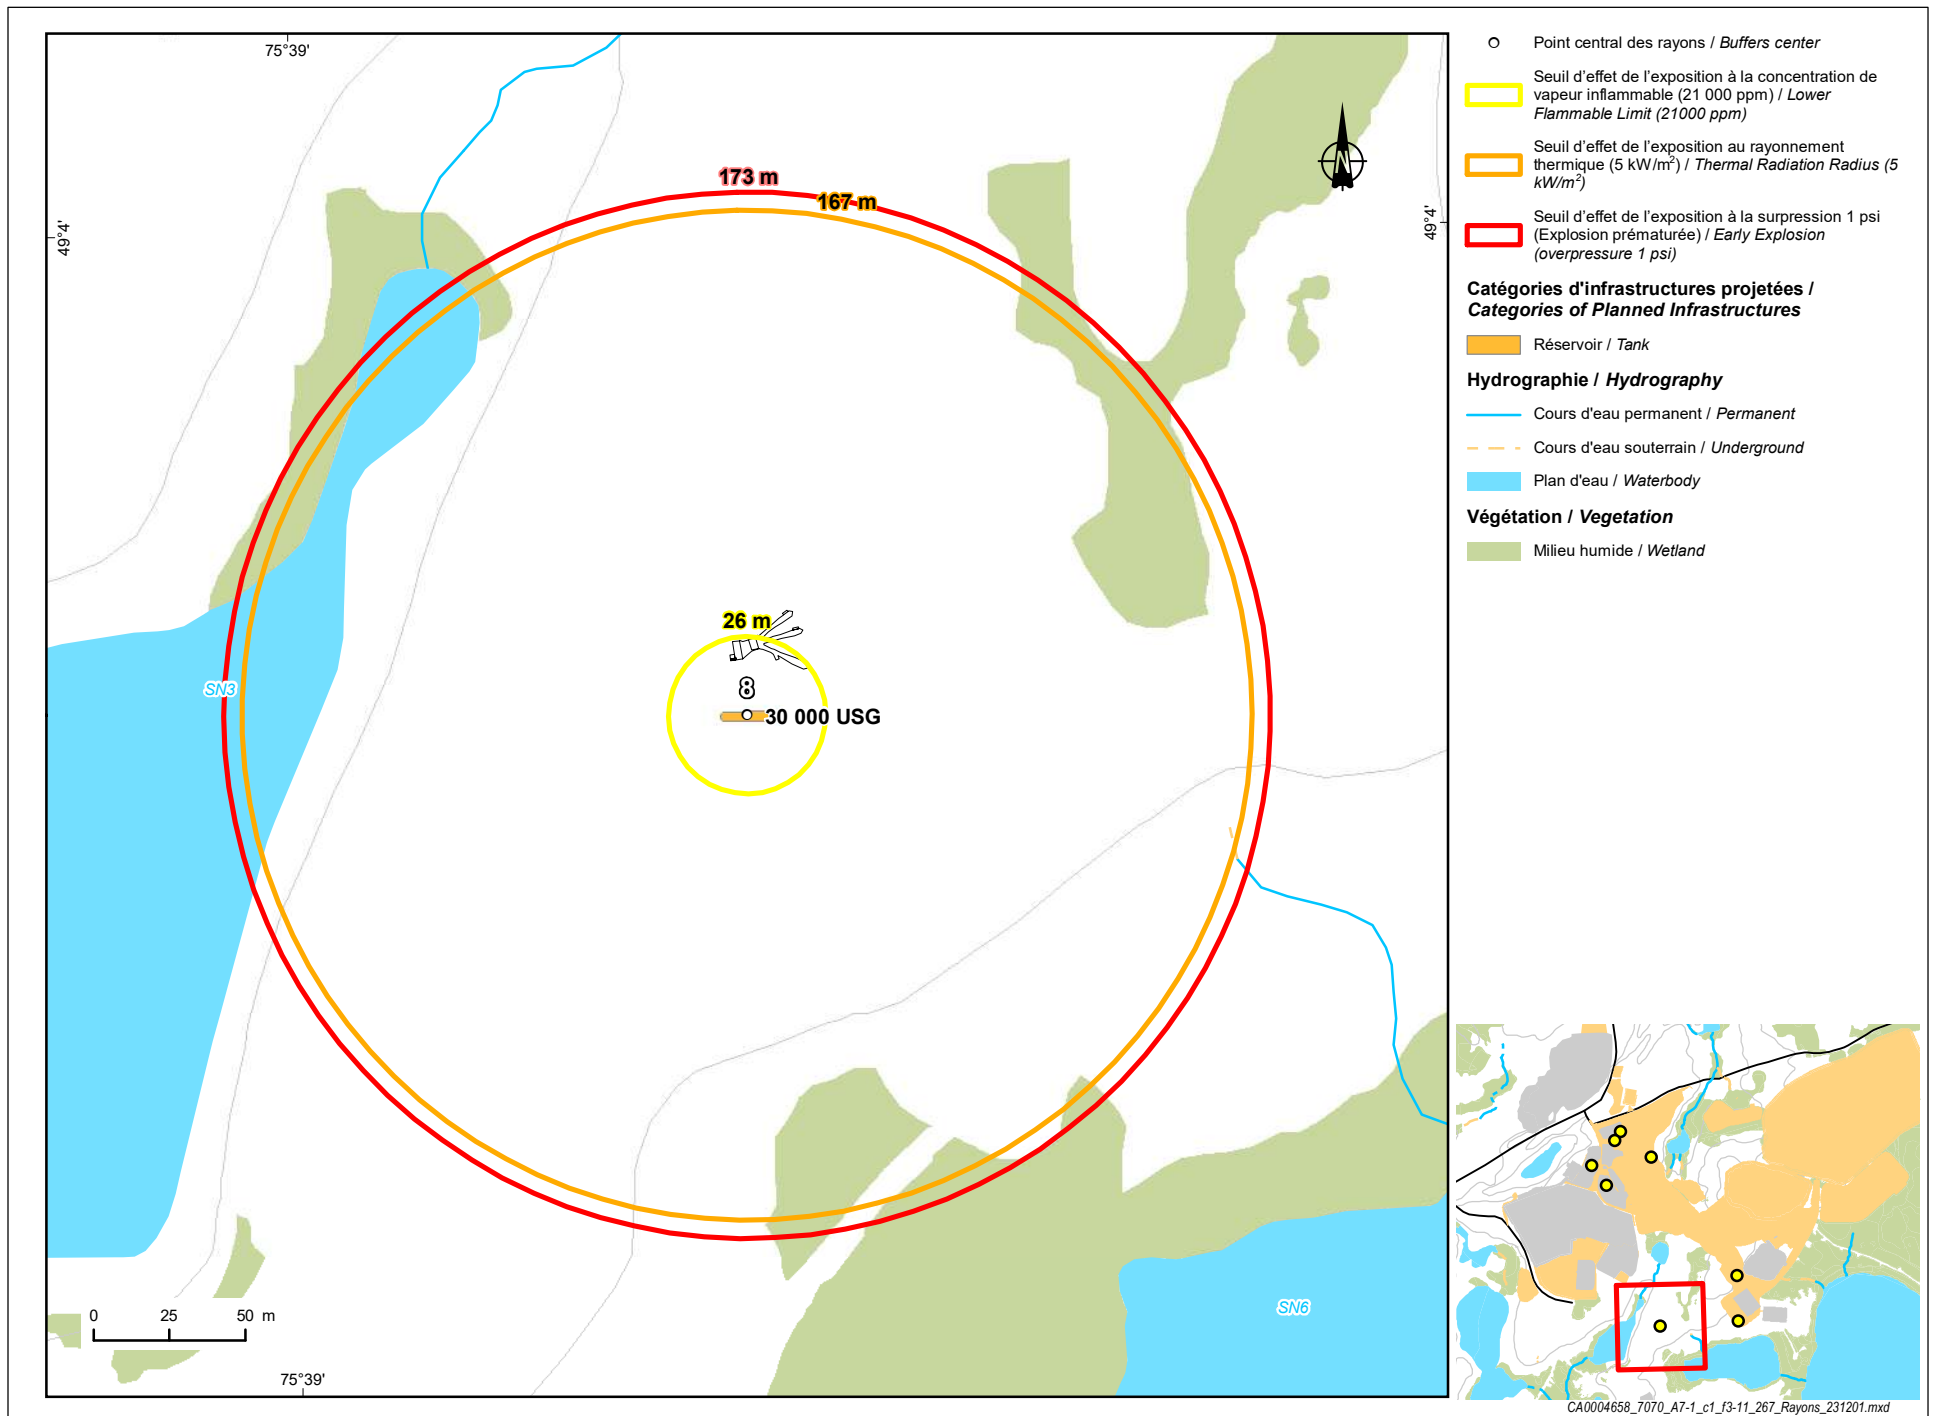 75°39'
49°4'
49°4'
N
173 m
167 m
26 m
8
30 000 USG
SN3
SN6
0 25 50 m
75°39'
Point central des rayons / Buffers center
Seuil d'effet de l'exposition à la concentration de
vapeur inflammable (21 000 ppm) / Lower
Flammable Limit (21000 ppm)
Seuil d'effet de l'exposition au rayonnement
thermique (5 kW/m²) / Thermal Radiation Radius (5
kW/m²)
Seuil d'effet de l'exposition à la surpression 1 psi
(Explosion prématurée) / Early Explosion
(overpressure 1 psi)
Catégories d'infrastructures projetées /
Categories of Planned Infrastructures
Réservoir / Tank
Hydrographie / Hydrography
Cours d'eau permanent / Permanent
Cours d'eau souterrain / Underground
Plan d'eau / Waterbody
Végétation / Vegetation
Milieu humide / Wetland
CA0004658_7070_A7-1_c1_f3-11_267_Rayons_231201.mxd